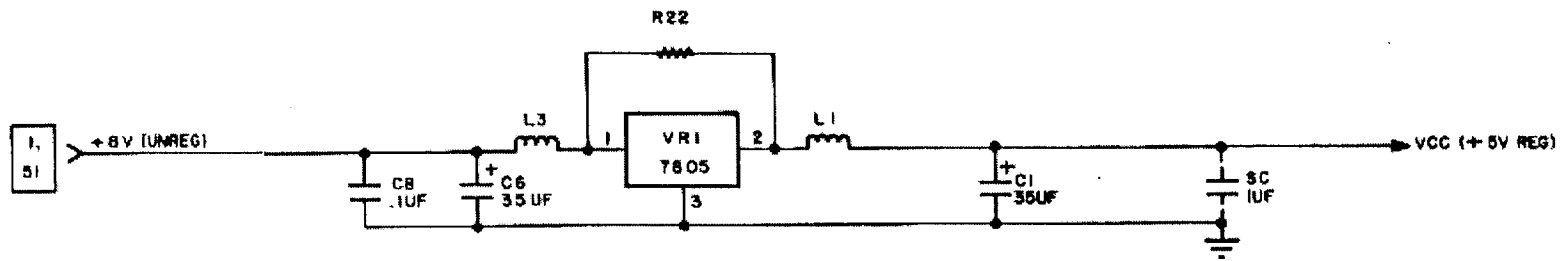 R22
L3
L1
1,
51
+8V (UNREG)
1
VR1
7805
2
3
C8
.1UF
+
C6
35UF
+
C1
35UF
SC
1UF
VCC (+5V REG)